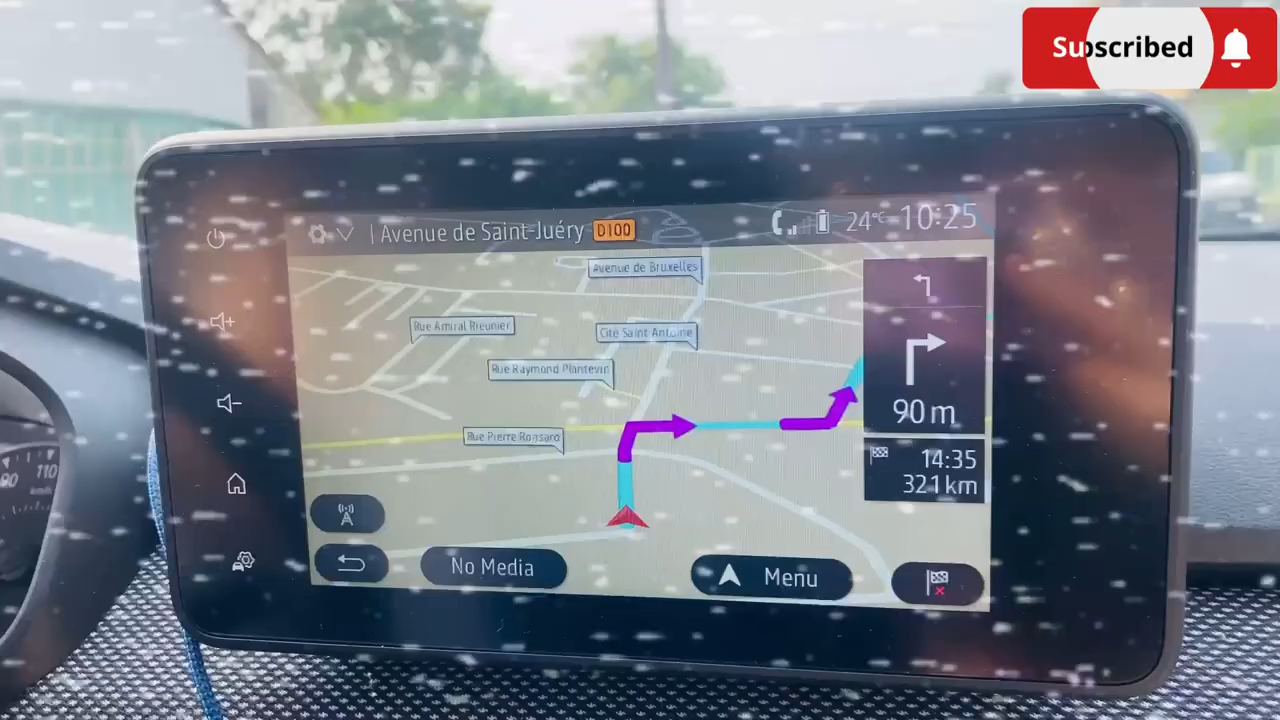 Subscribed
| Avenue de Saint-Juéry D100
24°C 10:25
Avenue de Bruxelles
Rue Amiral Rieunier
Cité Saint Antoine
Rue Raymond Plantevin
Rue Pierre Ronsard
90 m
14:35
321 km
110
No Media
Menu